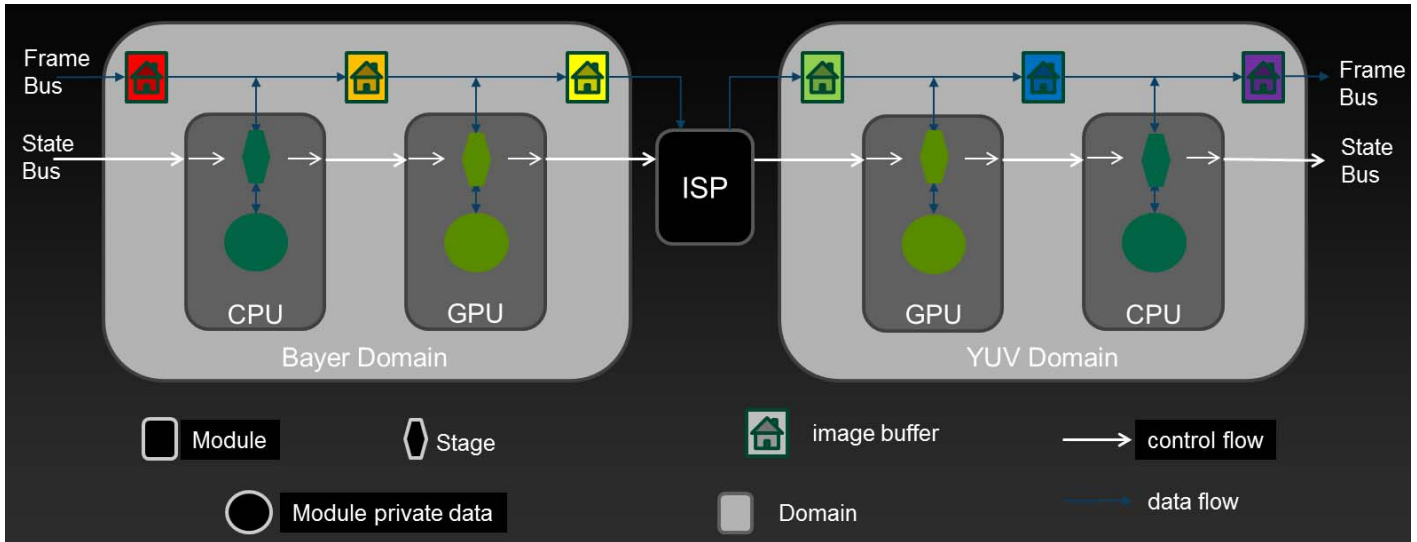 Frame
Bus
State
Bus
CPU
GPU
Bayer Domain
ISP
GPU
CPU
YUV Domain
Frame
Bus
State
Bus
Module
Stage
image buffer
control flow
Module private data
Domain
data flow